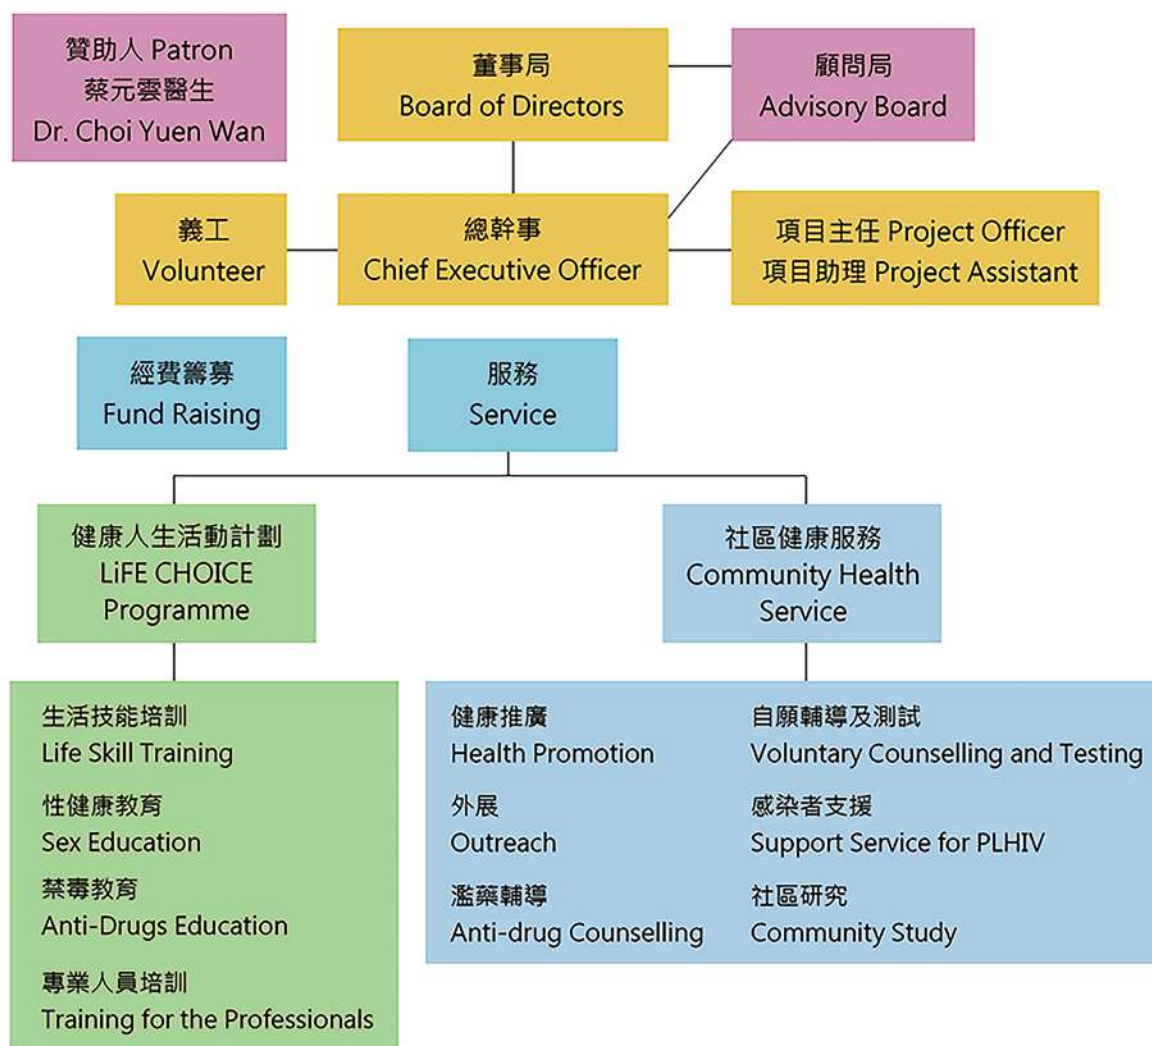 贊助人 Patron
蔡元雲醫生
Dr. Choi Yuen Wan
董事局
Board of Directors
顧問局
Advisory Board
義工
Volunteer
總幹事
Chief Executive Officer
項目主任 Project Officer
項目助理 Project Assistant
經費籌募
Fund Raising
服務
Service
健康人生活動計劃
LiFE CHOICE
Programme
社區健康服務
Community Health
Service
生活技能培訓
Life Skill Training
性健康教育
Sex Education
禁毒教育
Anti-Drugs Education
專業人員培訓
Training for the Professionals
健康推廣
Health Promotion
外展
Outreach
濫藥輔導
Anti-drug Counselling
自願輔導及測試
Voluntary Counselling and Testing
感染者支援
Support Service for PLHIV
社區研究
Community Study